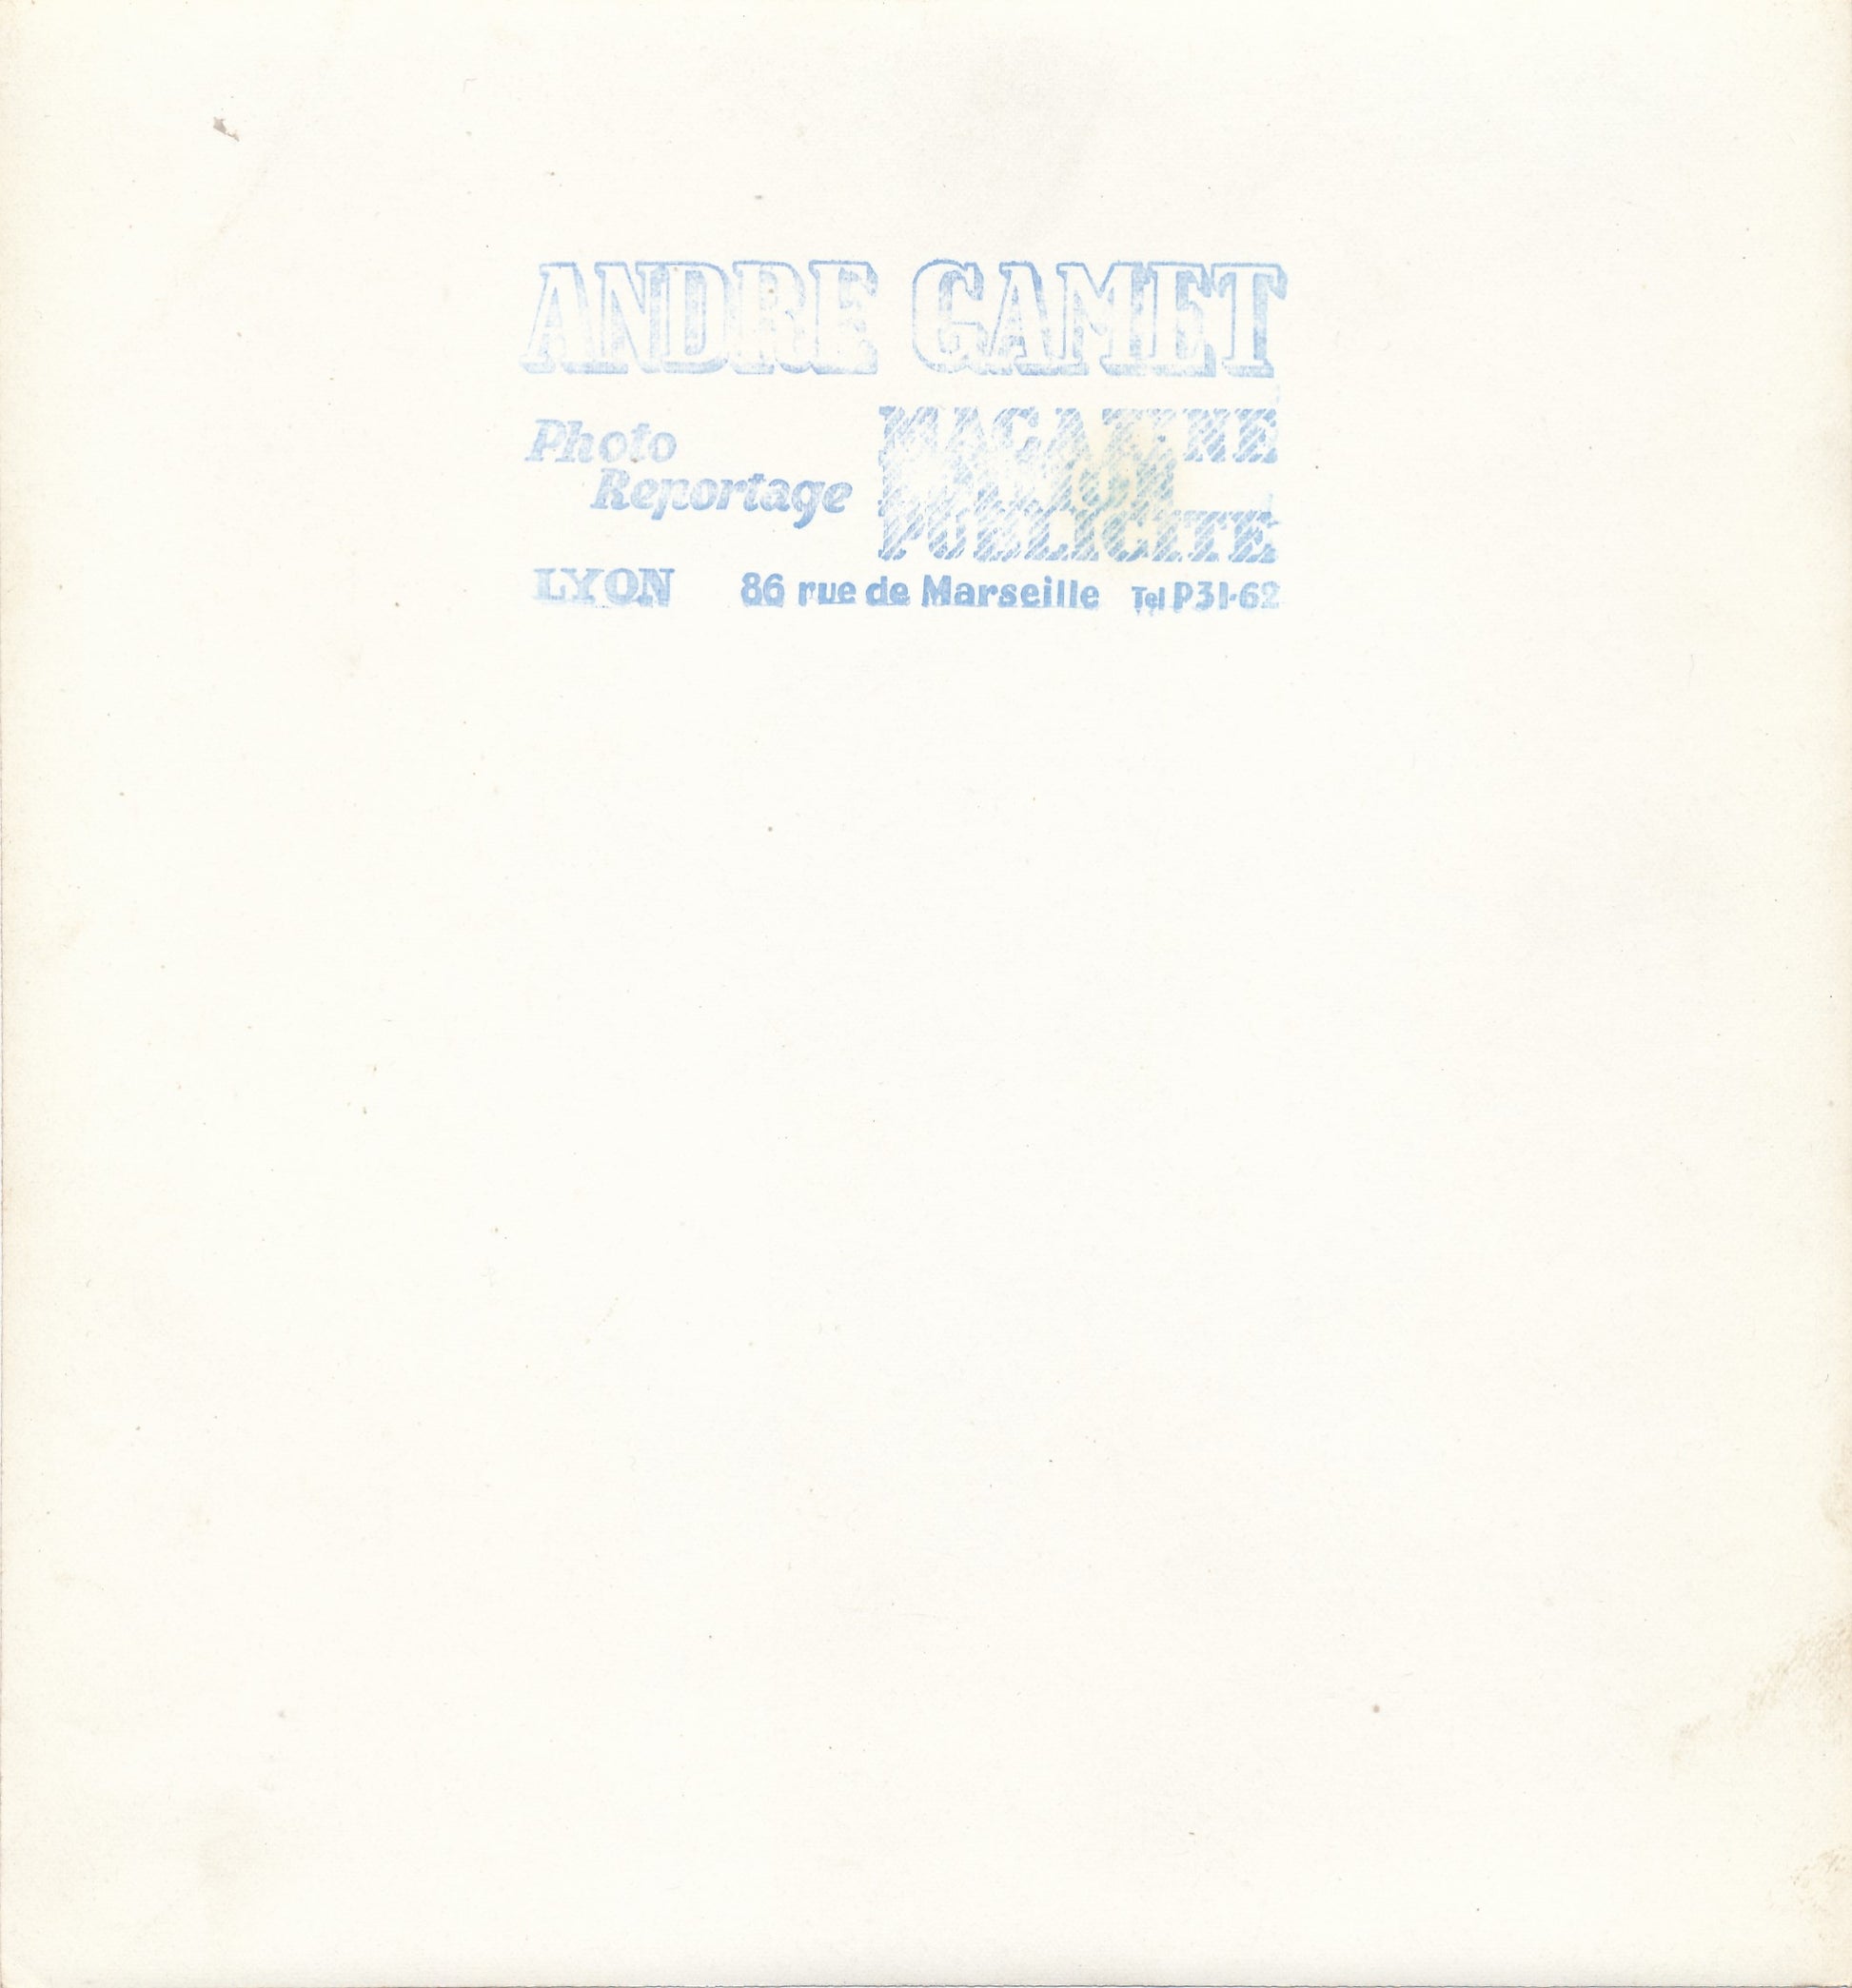 ANDRE GAMET
Photo
Reportage
MAGAZINE
PUBLICITE
LYON 86 rue de Marseille Tel P31-62